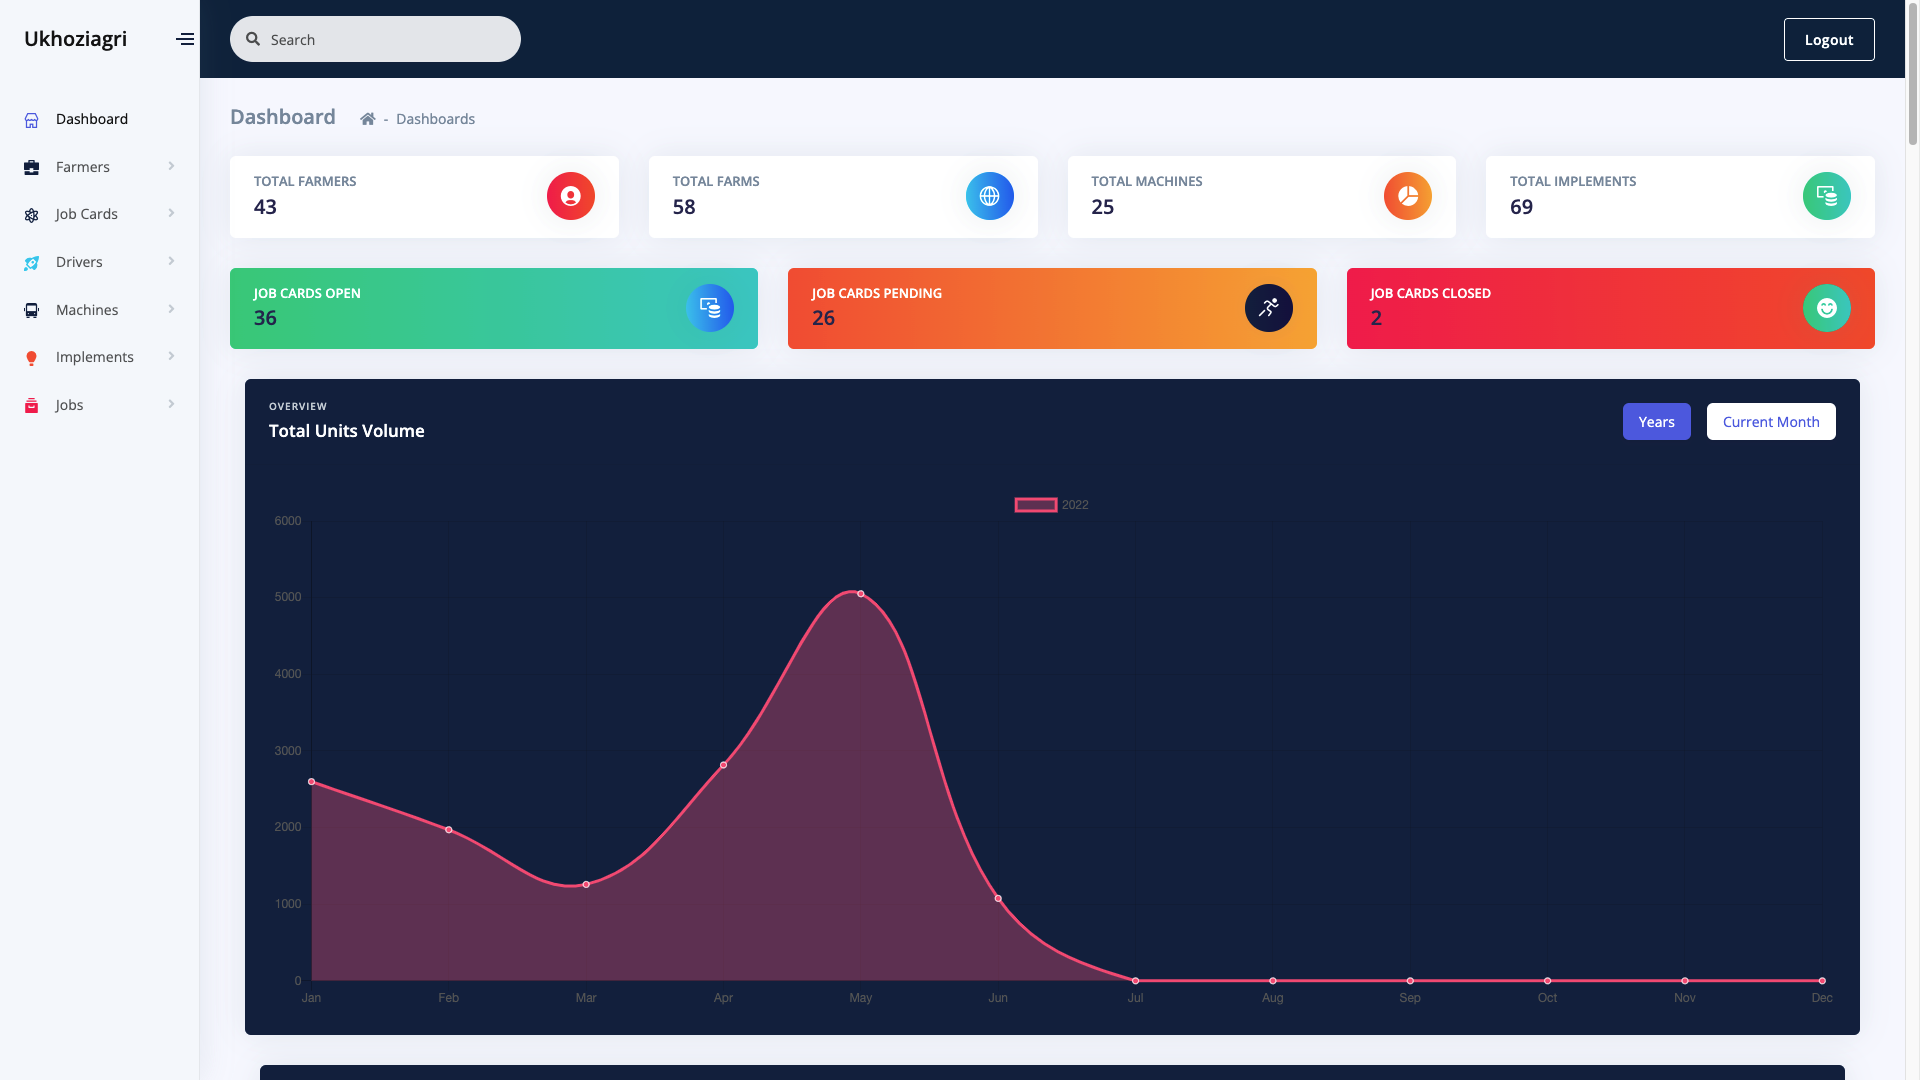 Ukhoziagri
Search
Logout
Dashboard
Farmers
Job Cards
Drivers
Machines
Implements
Jobs
Dashboard
- Dashboards
TOTAL FARMERS
43
TOTAL FARMS
58
TOTAL MACHINES
25
TOTAL IMPLEMENTS
69
JOB CARDS OPEN
36
JOB CARDS PENDING
26
JOB CARDS CLOSED
2
OVERVIEW
Total Units Volume
Years
Current Month
2022
6000
5000
4000
3000
2000
1000
0
Jan Feb Mar Apr May Jun Jul Aug Sep Oct Nov Dec